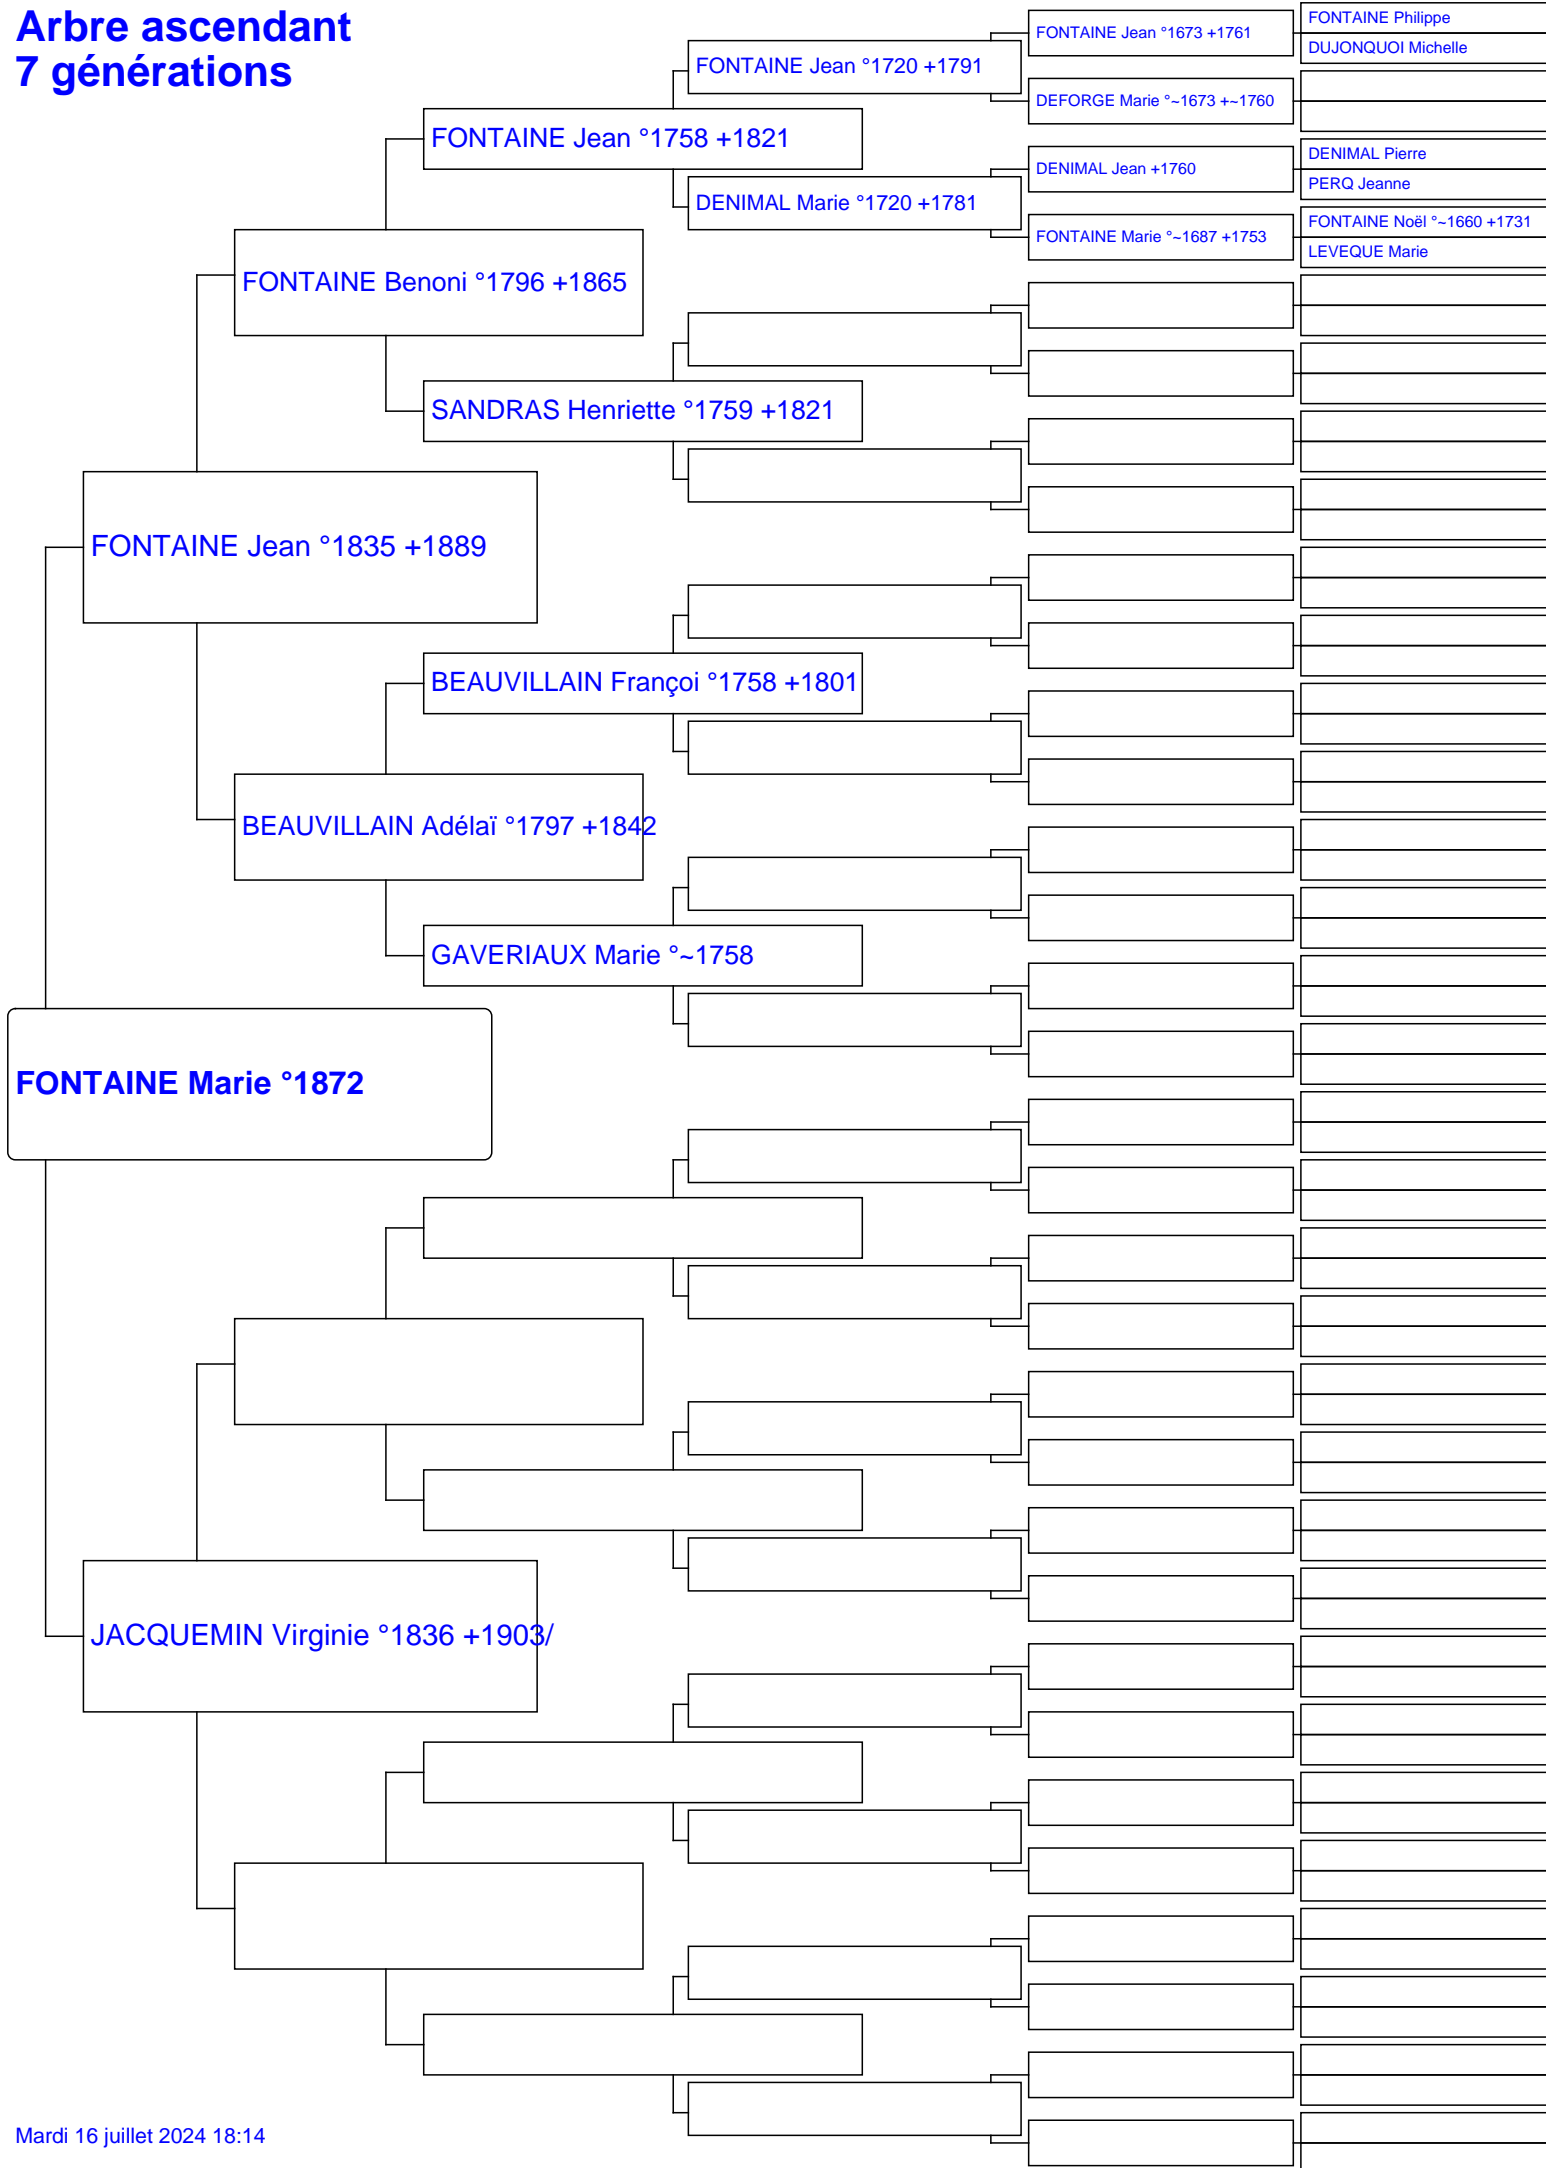 Arbre ascendant
7 générations
FONTAINE Philippe
FONTAINE Jean °1673 +1761
DUJONQUOI Michelle
FONTAINE Jean °1720 +1791
DEFORGE Marie °~1673 +~1760
FONTAINE Jean °1758 +1821
DENIMAL Pierre
DENIMAL Jean +1760
PERQ Jeanne
DENIMAL Marie °1720 +1781
FONTAINE Noël °~1660 +1731
FONTAINE Marie °~1687 +1753
LEVEQUE Marie
FONTAINE Benoni °1796 +1865
SANDRAS Henriette °1759 +1821
FONTAINE Jean °1835 +1889
BEAUVILLAIN Françoi °1758 +1801
BEAUVILLAIN Adélaï °1797 +1842
GAVERIAUX Marie °~1758
FONTAINE Marie °1872
JACQUEMIN Virginie °1836 +1903/
Mardi 16 juillet 2024 18:14